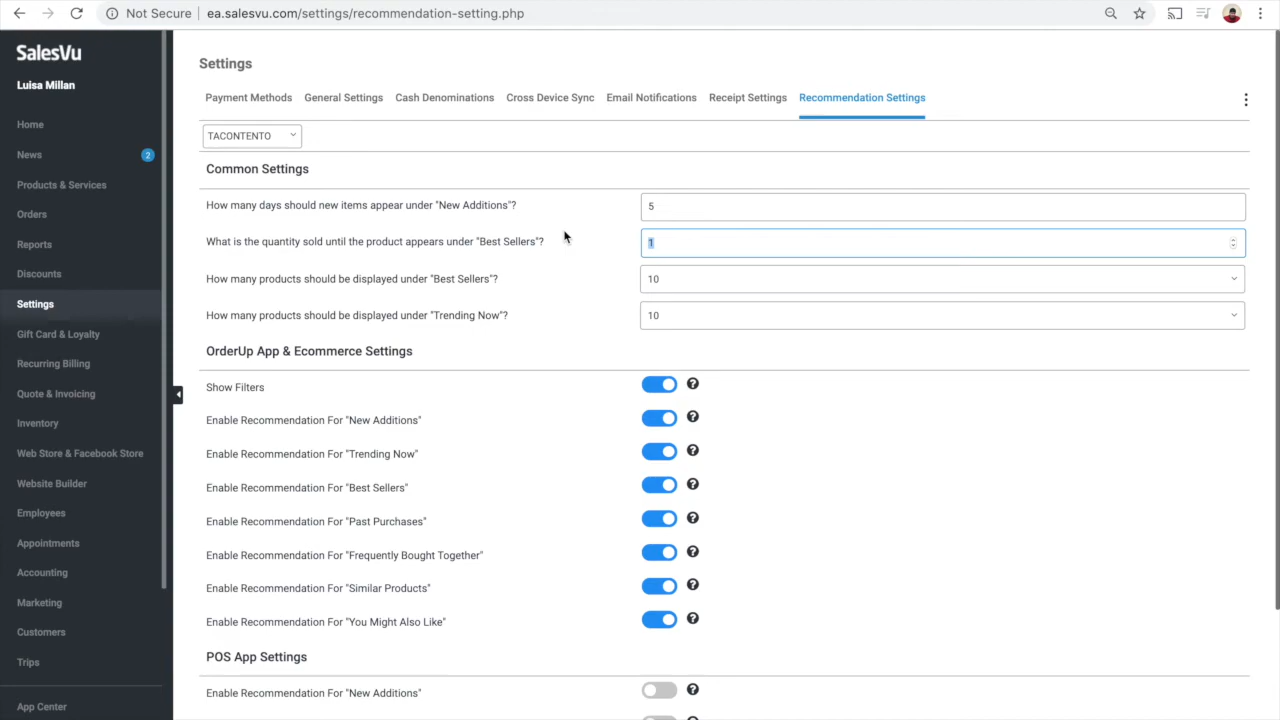 Not Secure | ea.salesvu.com/settings/recommendation-setting.php
SalesVu
Luisa Millan
Home
News 2
Products & Services
Orders
Reports
Discounts
Settings
Gift Card & Loyalty
Recurring Billing
Quote & Invoicing
Inventory
Web Store & Facebook Store
Website Builder
Employees
Appointments
Accounting
Marketing
Customers
Trips
App Center
Settings
Payment Methods General Settings Cash Denominations Cross Device Sync Email Notifications Receipt Settings Recommendation Settings
TACONTENTO
Common Settings
How many days should new items appear under "New Additions"? 5
What is the quantity sold until the product appears under "Best Sellers"? 1
How many products should be displayed under "Best Sellers"? 10
How many products should be displayed under "Trending Now"? 10
OrderUp App & Ecommerce Settings
Show Filters ?
Enable Recommendation For "New Additions" ?
Enable Recommendation For "Trending Now" ?
Enable Recommendation For "Best Sellers" ?
Enable Recommendation For "Past Purchases" ?
Enable Recommendation For "Frequently Bought Together" ?
Enable Recommendation For "Similar Products" ?
Enable Recommendation For "You Might Also Like" ?
POS App Settings
Enable Recommendation For "New Additions" ?